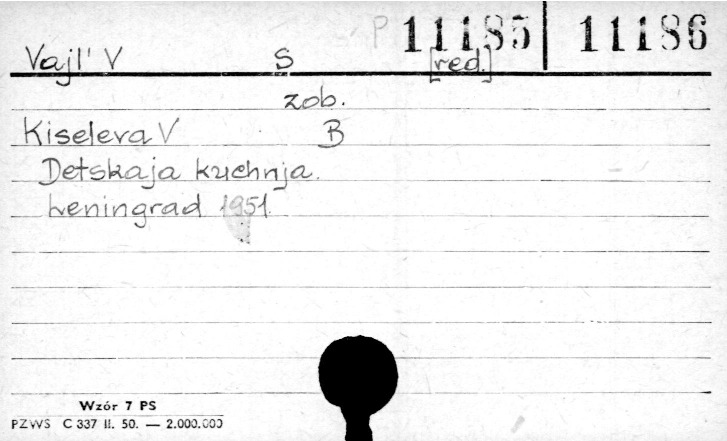 P 11185 | 11186
Vajl' V S [red.]
zob.
Kiseleva V B
Detskaja kuchnja.
Leningrad 1951.
Wzór 7 PS
PZWS C 337 II. 50. — 2.000.000